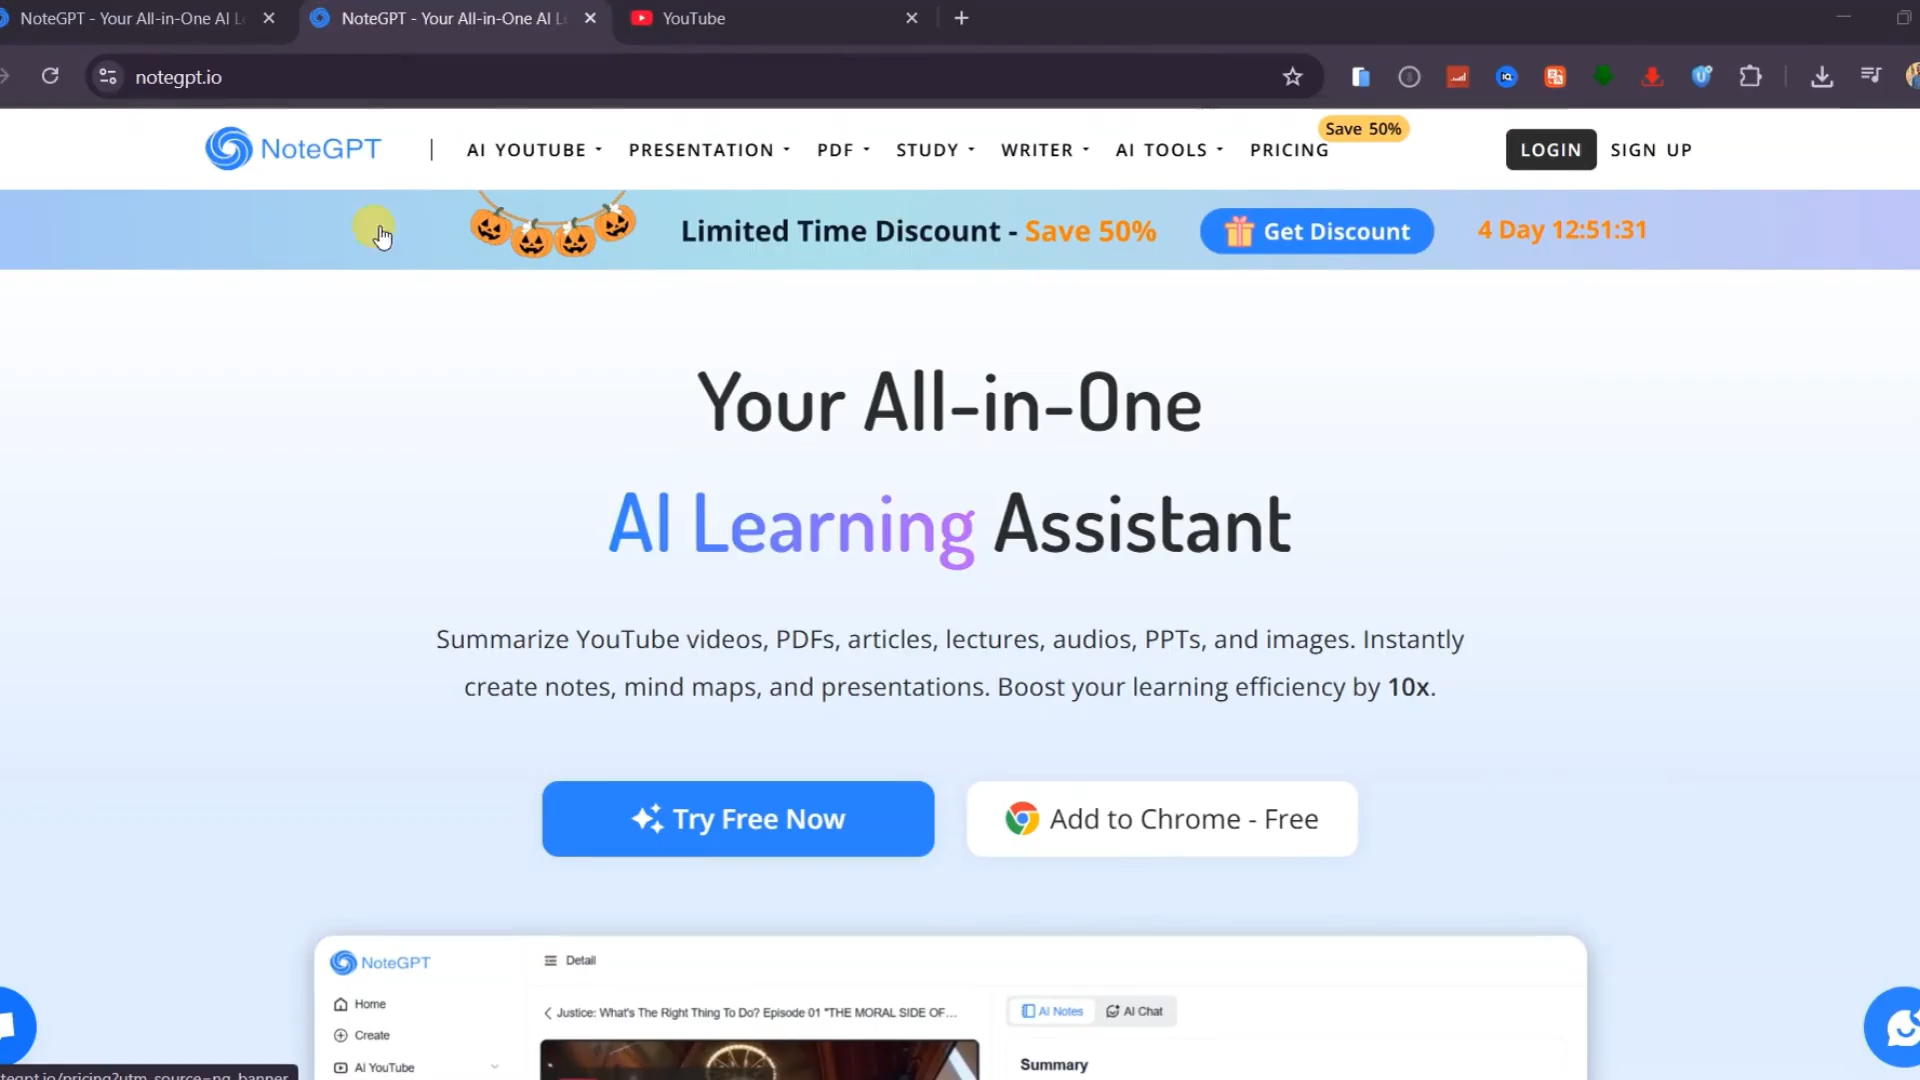 NoteGPT - Your All-in-One AI L
NoteGPT - Your All-in-One AI L
YouTube
notegpt.io
Save 50%
NoteGPT
AI YOUTUBE
PRESENTATION
PDF
STUDY
WRITER
AI TOOLS
PRICING
LOGIN
SIGN UP
Limited Time Discount - Save 50%
Get Discount
4 Day 12:51:31
Your All-in-One
AI Learning Assistant
Summarize YouTube videos, PDFs, articles, lectures, audios, PPTs, and images. Instantly
create notes, mind maps, and presentations. Boost your learning efficiency by 10x.
Try Free Now
Add to Chrome - Free
NoteGPT
Detail
Home
Justice: What's The Right Thing To Do? Episode 01 "THE MORAL SIDE OF...
AI Notes
AI Chat
Create
AI YouTube
Summary
tegpt.io/pricing?utm_source=ng_banner